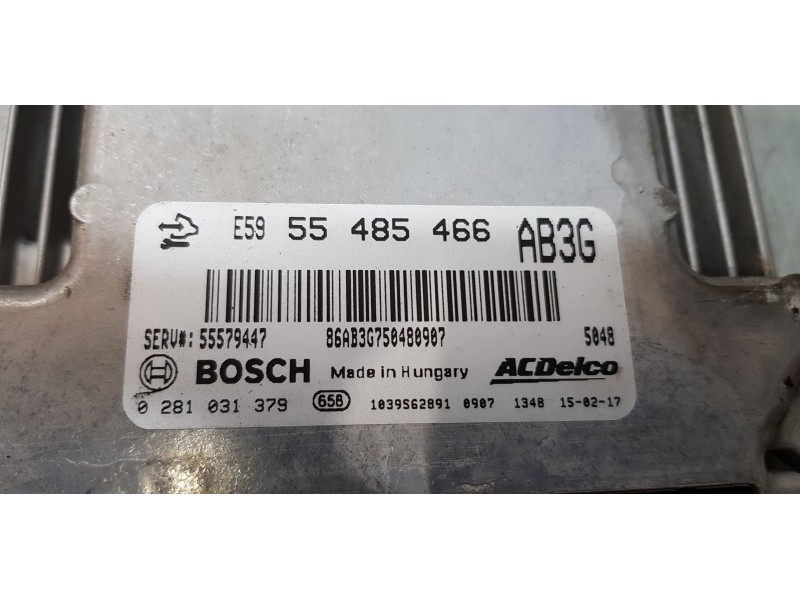 E59 55 485 466 AB3G
SERV#: 55579447 86AB3G750480907 5048
BOSCH Made in Hungary ACDelco
0 281 031 379 658 1039S62891 0907 1348 15-02-17